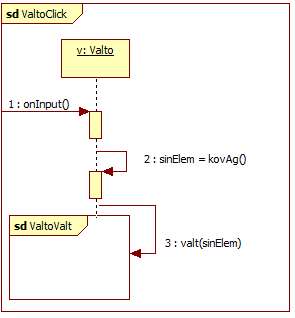 sd ValtoClick
v: Valto
1 : onInput()
2 : sinElem = kovAg()
sd ValtoValt
3 : valt(sinElem)